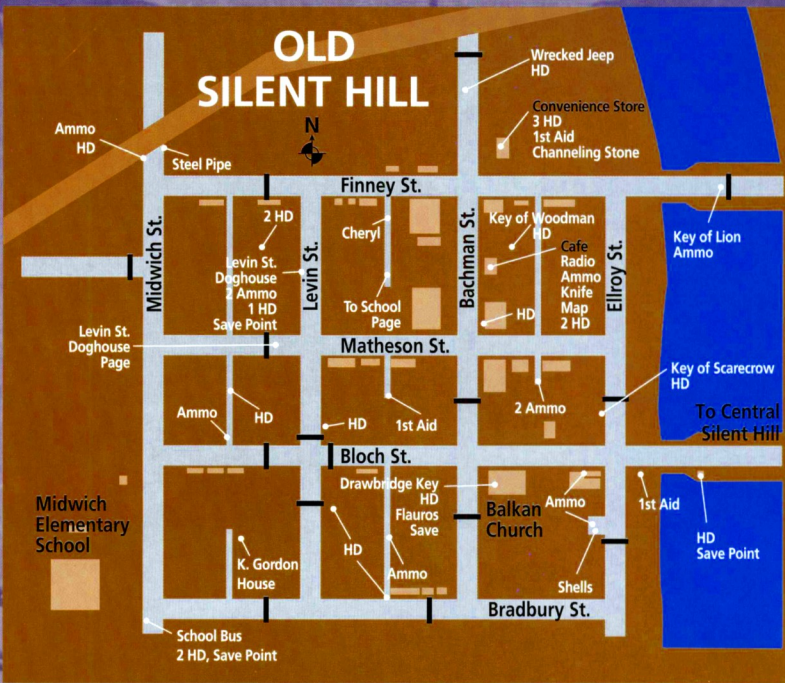 OLD
SILENT HILL
N
Wrecked Jeep
HD
Convenience Store
3 HD
1st Aid
Channeling Stone
Ammo
HD
Steel Pipe
Finney St.
Midwich St.
2 HD
Levin St.
Doghouse
2 Ammo
1 HD
Save Point
Levin St.
Cheryl
To School
Page
Bachman St.
Key of Woodman
HD
Cafe
Radio
Ammo
Knife
Map
2 HD
HD
Ellroy St.
Key of Lion
Ammo
Levin St.
Doghouse
Page
Matheson St.
Key of Scarecrow
HD
Ammo
HD
HD
1st Aid
2 Ammo
To Central
Silent Hill
Bloch St.
Midwich
Elementary
School
K. Gordon
House
Drawbridge Key
HD
Flauros
Save
HD
Ammo
Balkan
Church
Ammo
Shells
1st Aid
HD
Save Point
Bradbury St.
School Bus
2 HD, Save Point